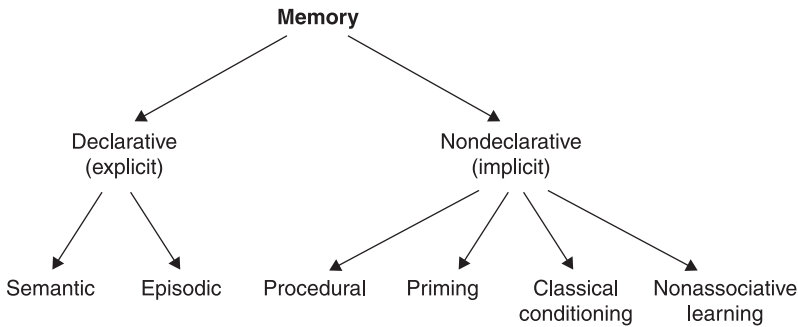 Memory
Declarative
(explicit)
Nondeclarative
(implicit)
Semantic
Episodic
Procedural
Priming
Classical
conditioning
Nonassociative
learning